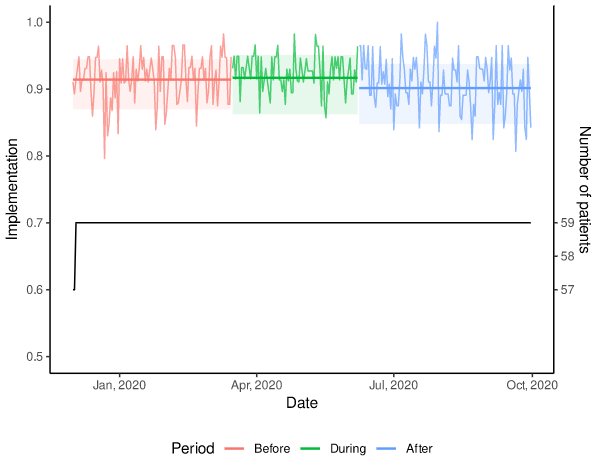 1.0
0.9
0.8
0.7
0.6
0.5
Implementation
59
58
57
Number of patients
Jan, 2020
Apr, 2020
Jul, 2020
Oct, 2020
Date
Period
Before
During
After